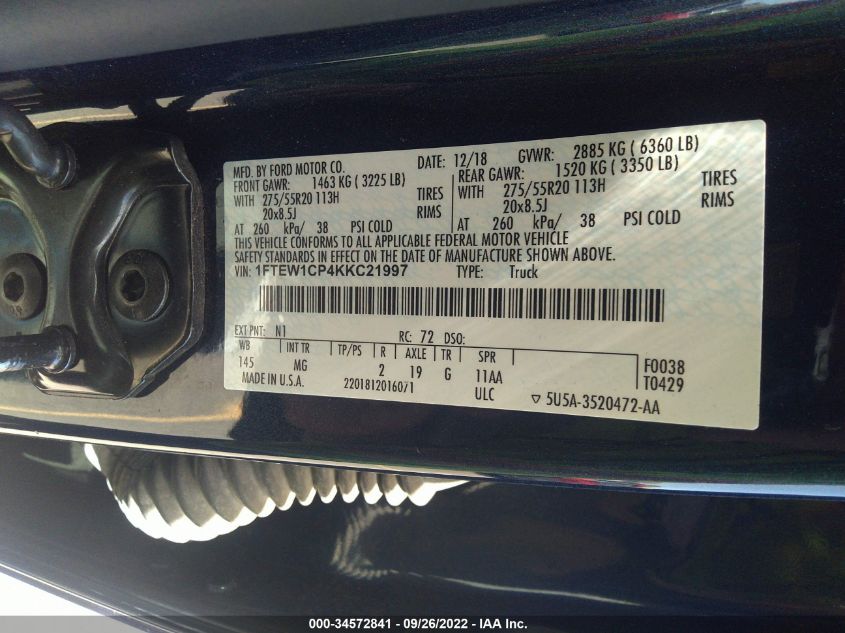 MFD. BY FORD MOTOR CO. DATE: 12/18 GVWR: 2885 KG ( 6360 LB)
FRONT GAWR: 1463 KG ( 3225 LB) REAR GAWR: 1520 KG ( 3350 LB)
WITH 275/55R20 113H TIRES WITH 275/55R20 113H TIRES
20x8.5J RIMS 20x8.5J RIMS
AT 260 kPa/ 38 PSI COLD AT 260 kPa/ 38 PSI COLD
THIS VEHICLE CONFORMS TO ALL APPLICABLE FEDERAL MOTOR VEHICLE
SAFETY STANDARDS IN EFFECT ON THE DATE OF MANUFACTURE SHOWN ABOVE.
VIN: 1FTEW1CP4KKC21997 TYPE: Truck
EXT PNT: N1 RC: 72 DSO:
WB INT TR TP/PS R AXLE TR SPR F0038
145 MG 2 19 G 11AA T0429
MADE IN U.S.A. 22018120160/1 ULC ▽ 5U5A-3520472-AA
000-34572841 - 09/26/2022 - IAA Inc.